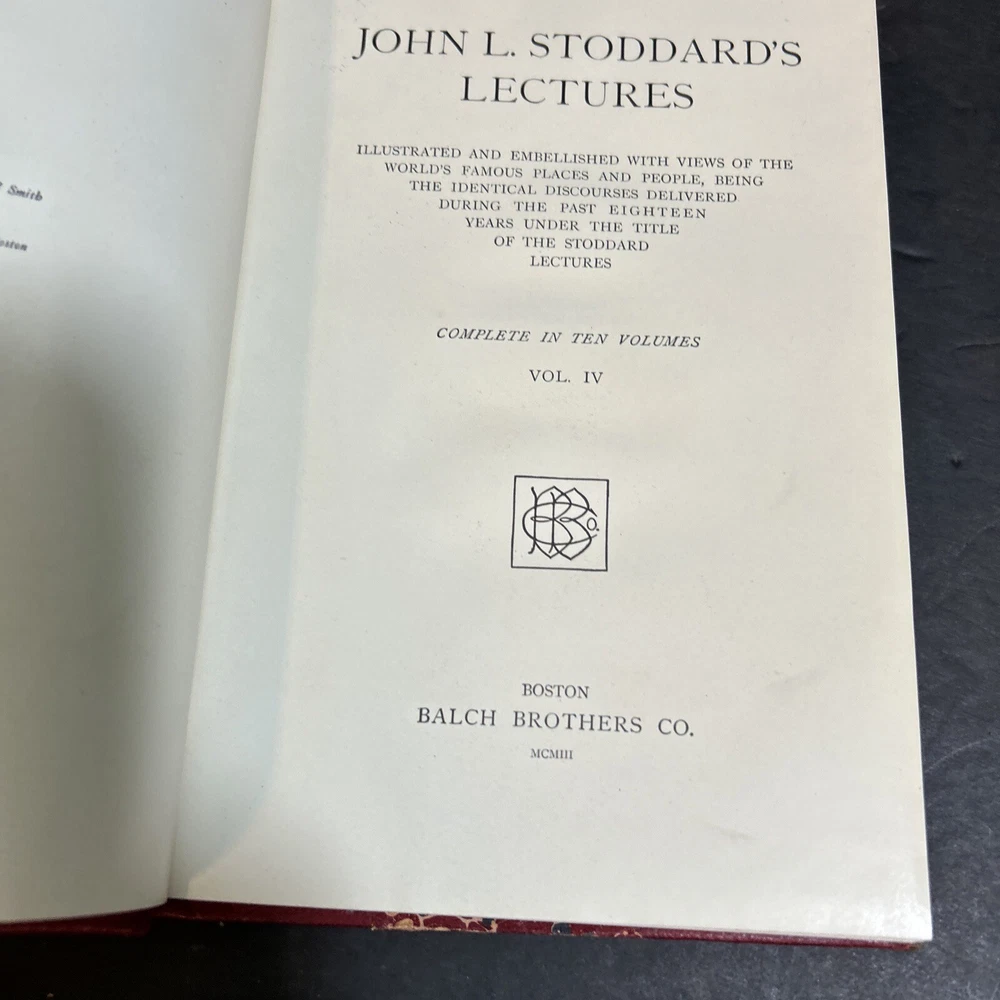 Smith
JOHN L. STODDARD'S
LECTURES
ILLUSTRATED AND EMBELLISHED WITH VIEWS OF THE
WORLD'S FAMOUS PLACES AND PEOPLE, BEING
THE IDENTICAL DISCOURSES DELIVERED
DURING THE PAST EIGHTEEN
YEARS UNDER THE TITLE
OF THE STODDARD
LECTURES
COMPLETE IN TEN VOLUMES
VOL. IV
BOSTON
BALCH BROTHERS CO.
MCMIII